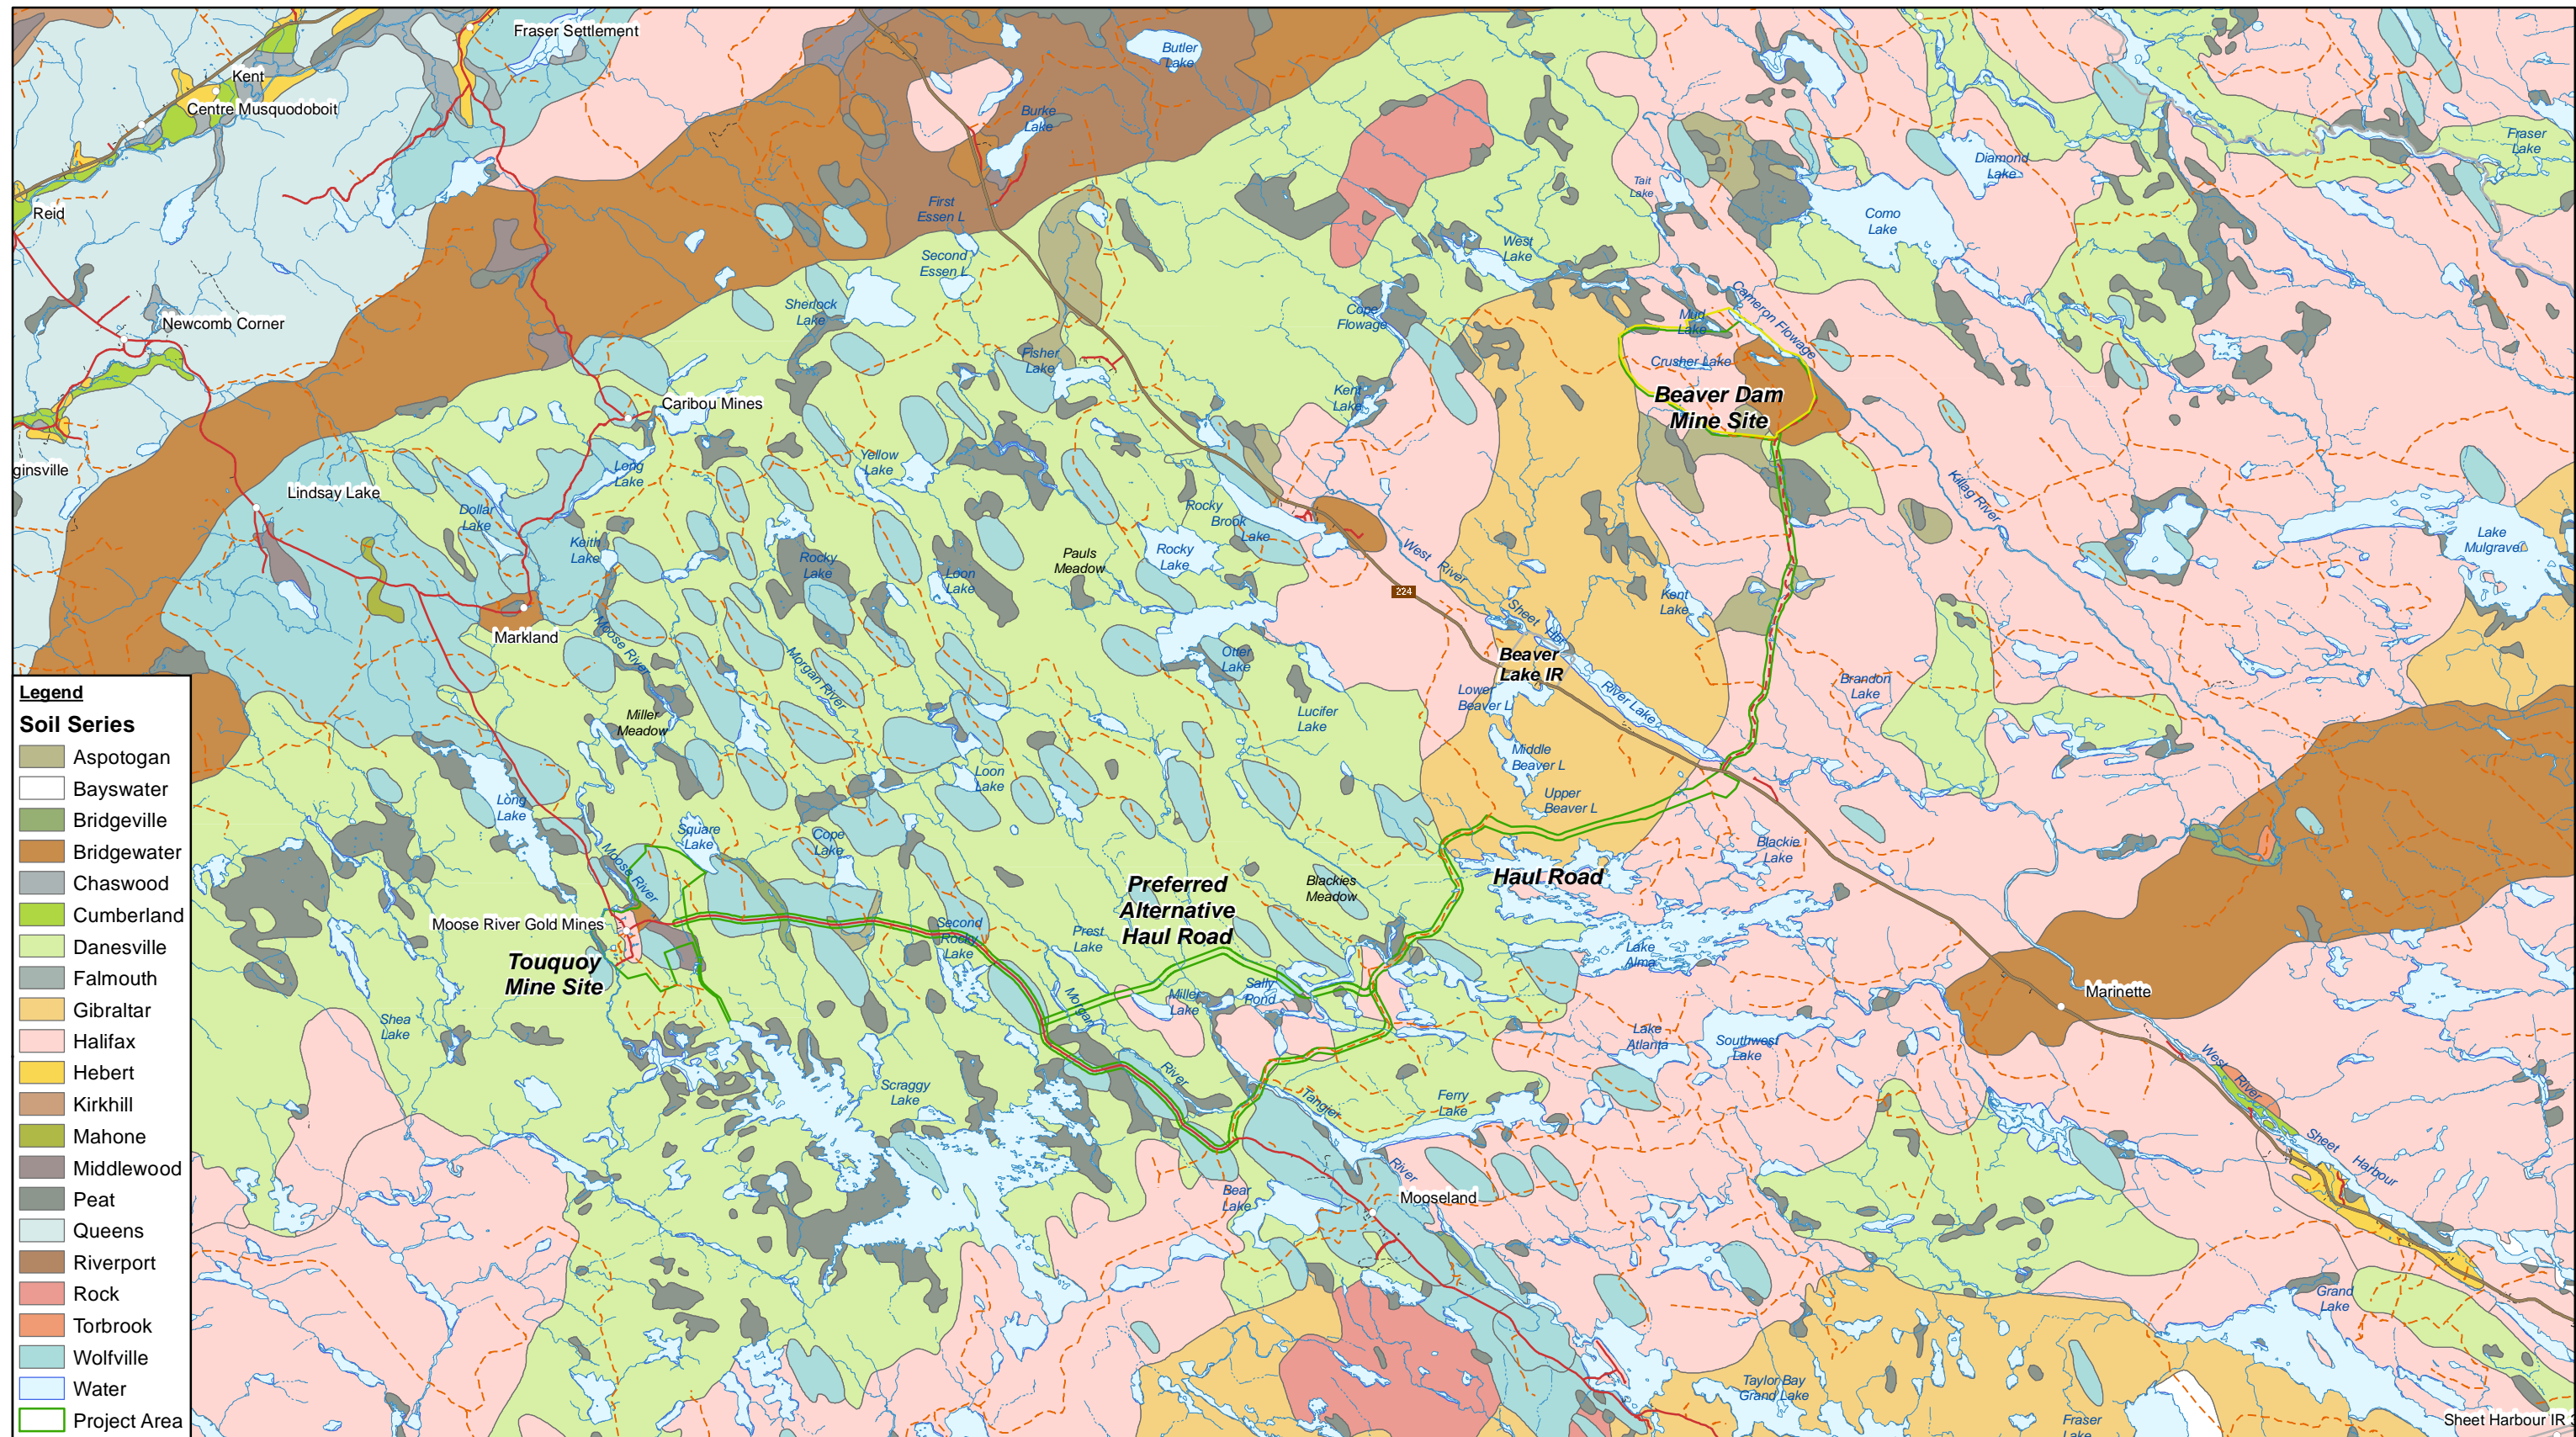 Fraser Settlement
Butler
Lake
Kent
Centre Musquodoboit
Burke
Lake
Fraser
Lake
Diamond
Lake
Tait
Lake
Reid
First
Essen L
Como
Lake
West
Lake
Second
Essen L
Sherlock
Lake
Cope
Flowage
Cameron Flowage
Mud
Lake
Newcomb Corner
Fisher
Lake
Crusher Lake
Kent
Lake
Beaver Dam
Mine Site
Caribou Mines
ginsville
Long
Lake
Yellow
Lake
Lindsay Lake
Dollar
Lake
Rocky
Brook
Lake
Killag River
Keith
Lake
Rocky
Lake
Loon
Lake
Pauls
Meadow
Rocky
Lake
West River
Lake
Mulgrave
224
Kent
Lake
Sheet Hbr
River Lake
Markland
Moose River
Morgan River
Otter
Lake
Beaver
Lake IR
Lower
Beaver L
Brandon
Lake
Miller
Meadow
Lucifer
Lake
Middle
Beaver L
Loon
Lake
Upper
Beaver L
Long
Lake
Square
Lake
Cope
Lake
Blackie
Lake
Moose River
Preferred
Alternative
Haul Road
Blackies
Meadow
Haul Road
Moose River Gold Mines
Second
Rocky
Lake
Prest
Lake
Lake
Alma
Touquoy
Mine Site
Miller
Lake
Sally
Pond
Marinette
Shea
Lake
Morgan
River
Lake
Atlanta
Southwest
Lake
West
River
Scraggy
Lake
Tangier
River
Ferry
Lake
Sheet
Harbour
Bear
Lake
Mooseland
Grand
Lake
Taylor Bay
Grand Lake
Fraser
Lake
Sheet Harbour IR 3
Legend
Soil Series
Aspotogan
Bayswater
Bridgeville
Bridgewater
Chaswood
Cumberland
Danesville
Falmouth
Gibraltar
Halifax
Hebert
Kirkhill
Mahone
Middlewood
Peat
Queens
Riverport
Rock
Torbrook
Wolfville
Water
Project Area